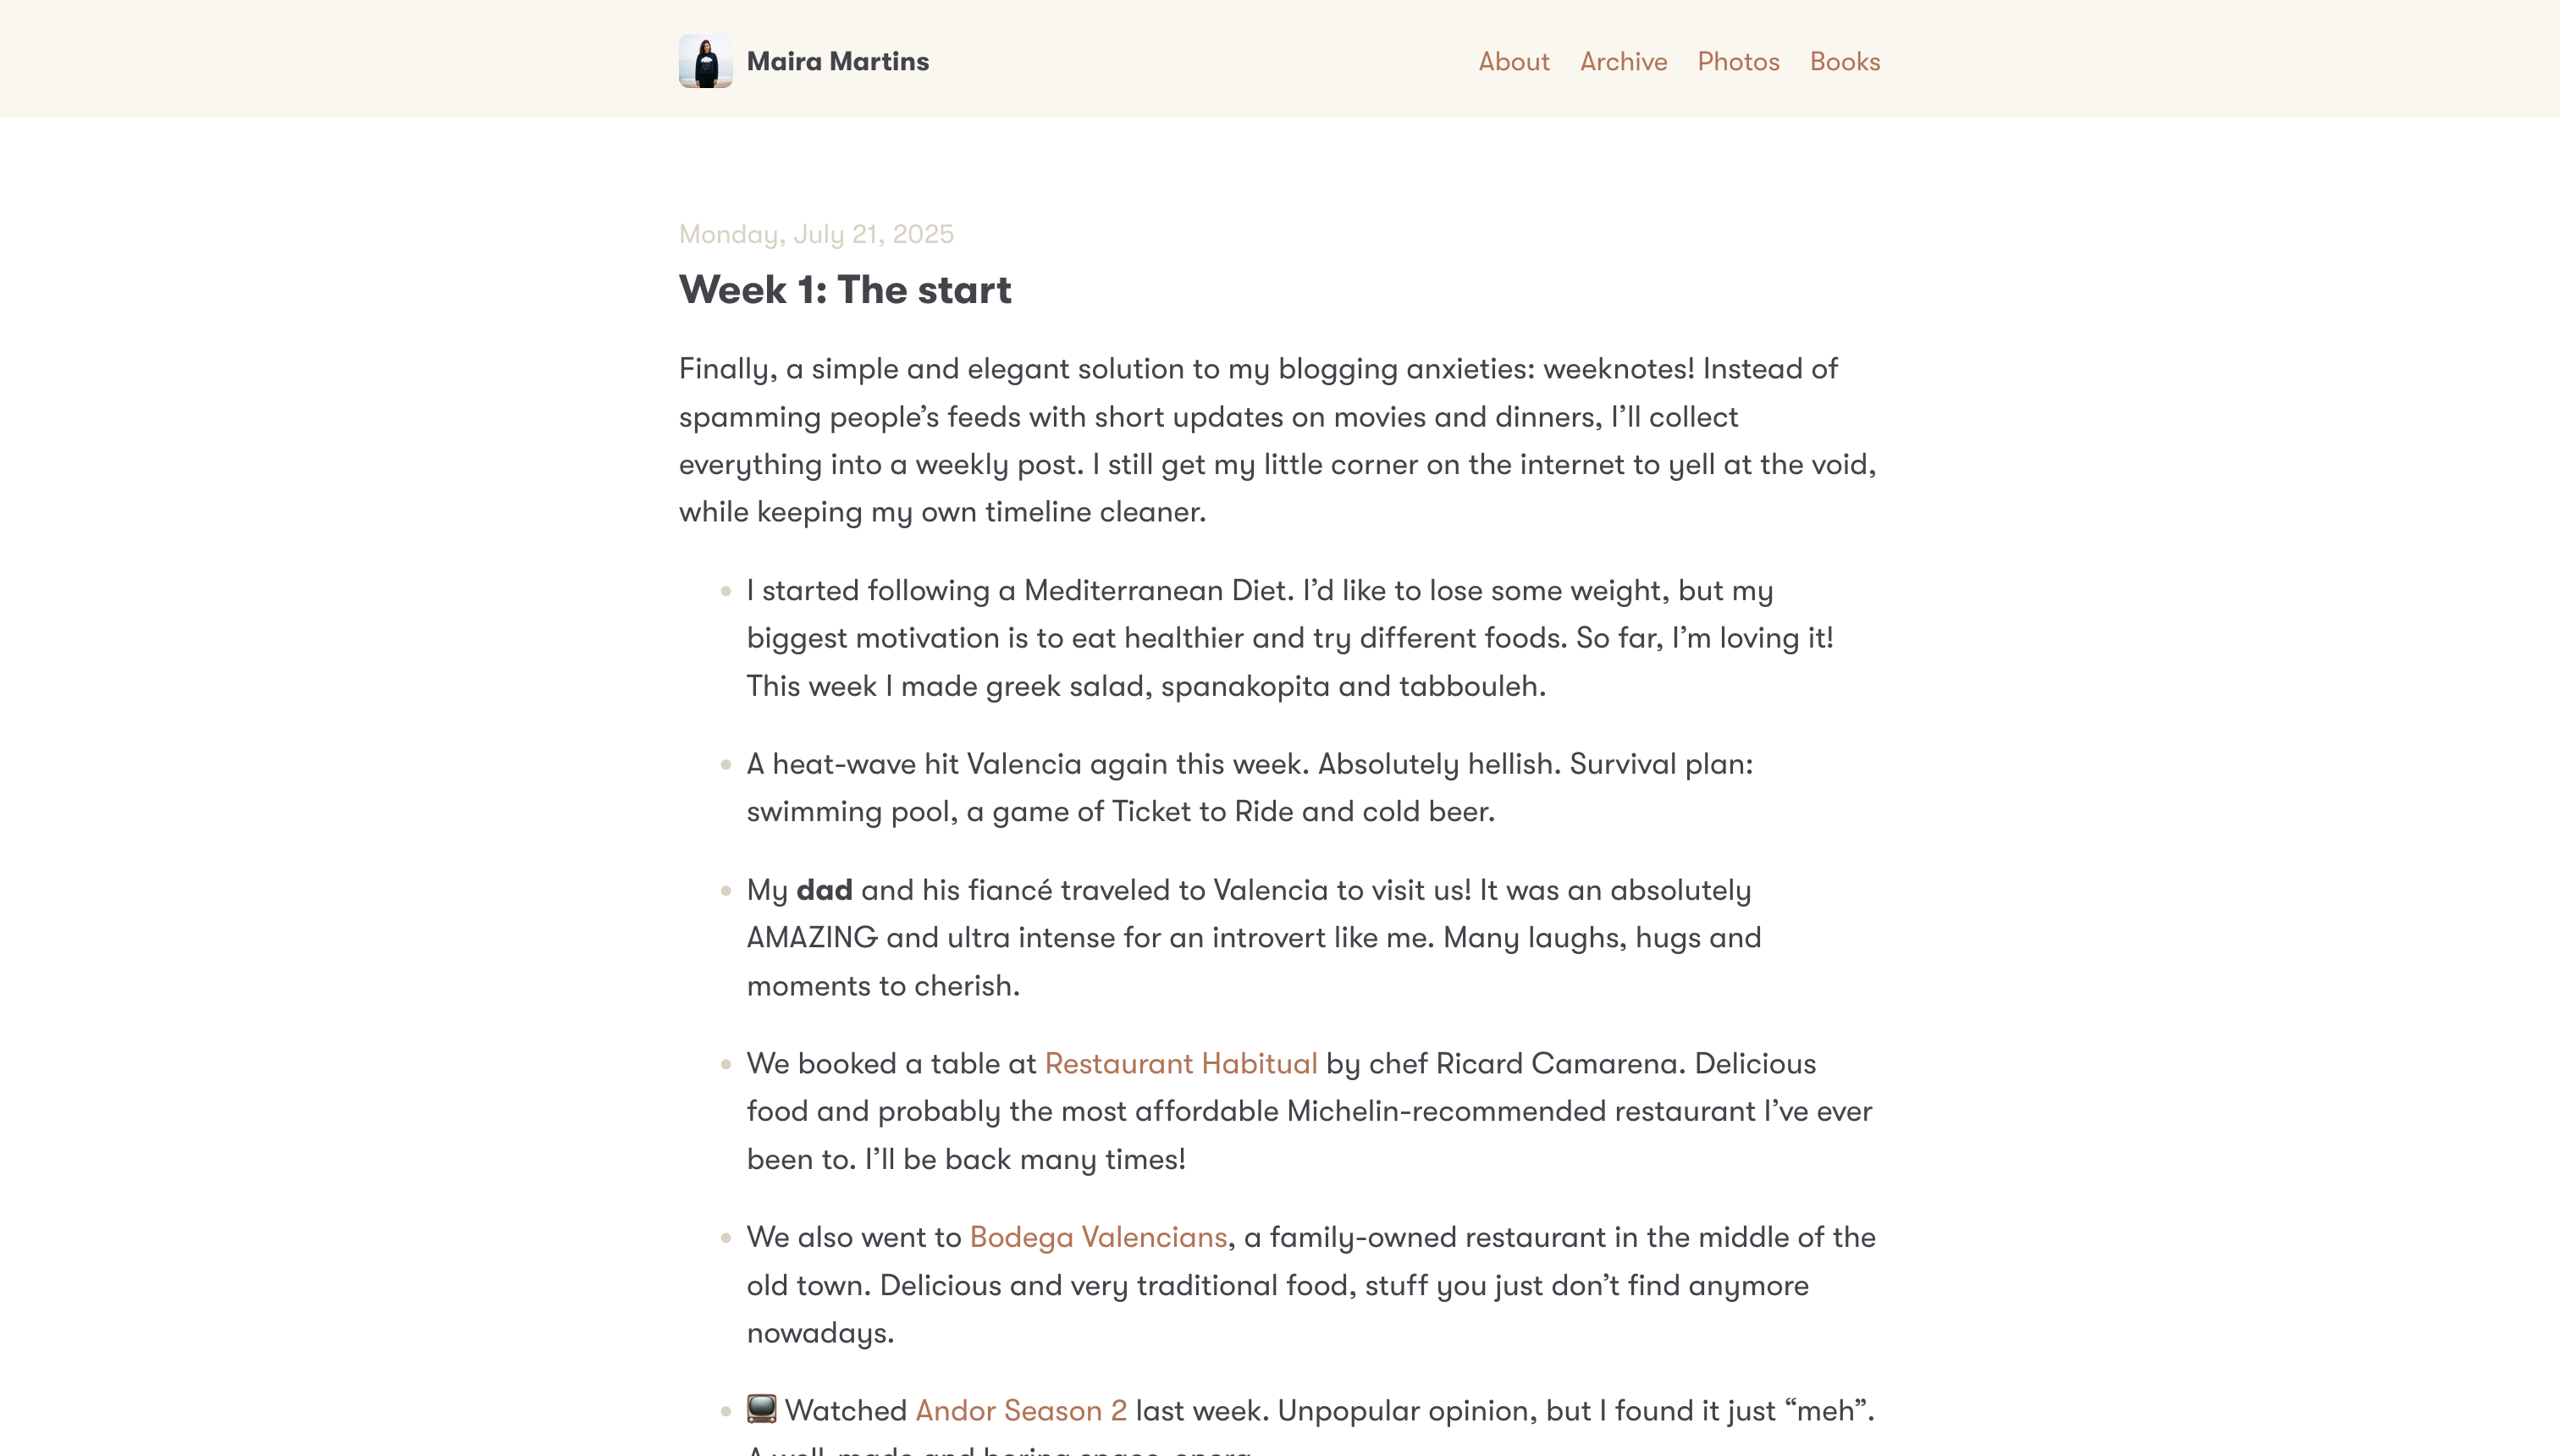 Maira Martins
About Archive Photos Books
Monday, July 21, 2025
Week 1: The start
Finally, a simple and elegant solution to my blogging anxieties: weeknotes! Instead of
spamming people’s feeds with short updates on movies and dinners, I’ll collect
everything into a weekly post. I still get my little corner on the internet to yell at the void,
while keeping my own timeline cleaner.
I started following a Mediterranean Diet. I’d like to lose some weight, but my
biggest motivation is to eat healthier and try different foods. So far, I’m loving it!
This week I made greek salad, spanakopita and tabbouleh.
A heat-wave hit Valencia again this week. Absolutely hellish. Survival plan:
swimming pool, a game of Ticket to Ride and cold beer.
My dad and his fiancé traveled to Valencia to visit us! It was an absolutely
AMAZING and ultra intense for an introvert like me. Many laughs, hugs and
moments to cherish.
We booked a table at Restaurant Habitual by chef Ricard Camarena. Delicious
food and probably the most affordable Michelin-recommended restaurant I’ve ever
been to. I’ll be back many times!
We also went to Bodega Valencians, a family-owned restaurant in the middle of the
old town. Delicious and very traditional food, stuff you just don’t find anymore
nowadays.
📺 Watched Andor Season 2 last week. Unpopular opinion, but I found it just “meh”.
A well-made and boring space-opera.